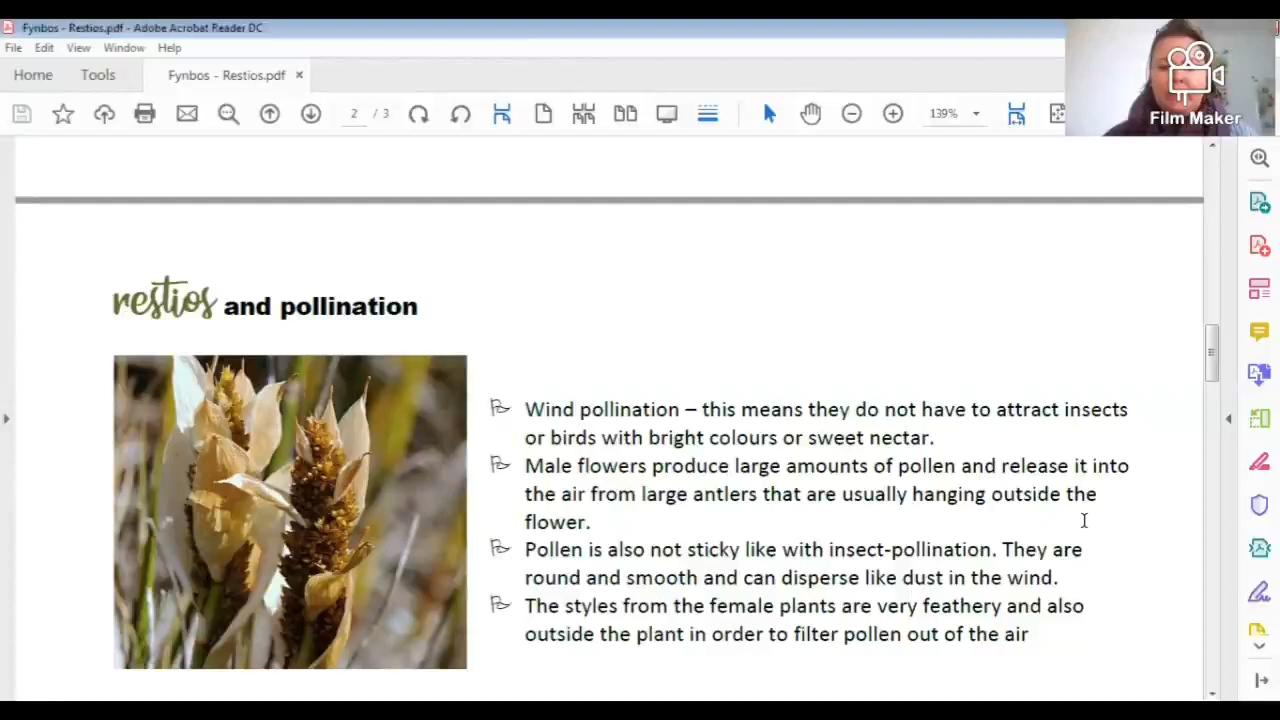 Fynbos - Restios.pdf - Adobe Acrobat Reader DC
File Edit View Window Help
Home Tools Fynbos - Restios.pdf ×
2 / 3 139%
Film Maker
restios and pollination
Wind pollination – this means they do not have to attract insects
or birds with bright colours or sweet nectar.
Male flowers produce large amounts of pollen and release it into
the air from large antlers that are usually hanging outside the
flower.
Pollen is also not sticky like with insect-pollination. They are
round and smooth and can disperse like dust in the wind.
The styles from the female plants are very feathery and also
outside the plant in order to filter pollen out of the air